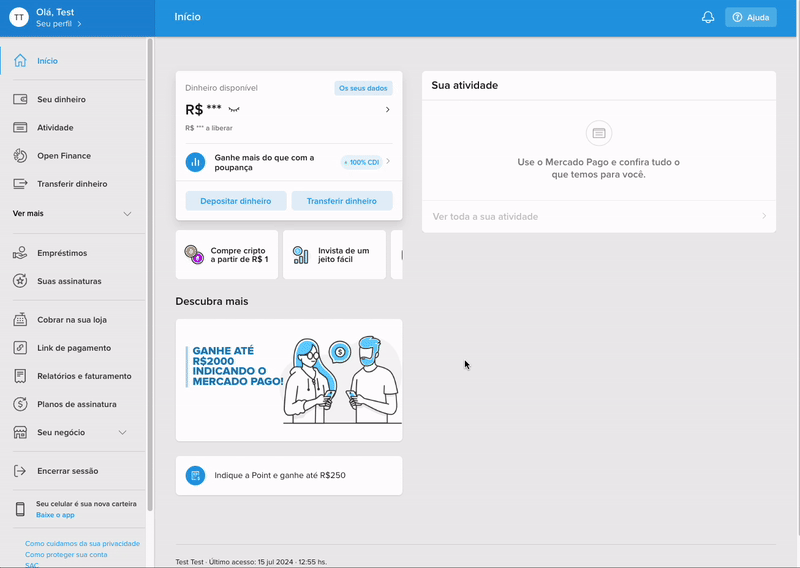 TT
Olá, Test
Seu perfil
Início
Ajuda
Início
Seu dinheiro
Atividade
Open Finance
Transferir dinheiro
Ver mais
Empréstimos
Suas assinaturas
Cobrar na sua loja
Link de pagamento
Relatórios e faturamento
Planos de assinatura
Seu negócio
Encerrar sessão
Seu celular é sua nova carteira
Baixe o app
Como cuidamos da sua privacidade
Como proteger sua conta
SAC
Dinheiro disponível
Os seus dados
R$ ***
R$ *** a liberar
Ganhe mais do que com a
poupança
+ 100% CDI
Depositar dinheiro
Transferir dinheiro
Compre cripto
a partir de R$ 1
Invista de um
jeito fácil
Descubra mais
GANHE ATÉ
R$2000
INDICANDO O
MERCADO PAGO!
Indique a Point e ganhe até R$250
Sua atividade
Use o Mercado Pago e confira tudo o
que temos para você.
Ver toda a sua atividade
Test Test · Último acesso: 15 jul 2024 · 12:55 hs.